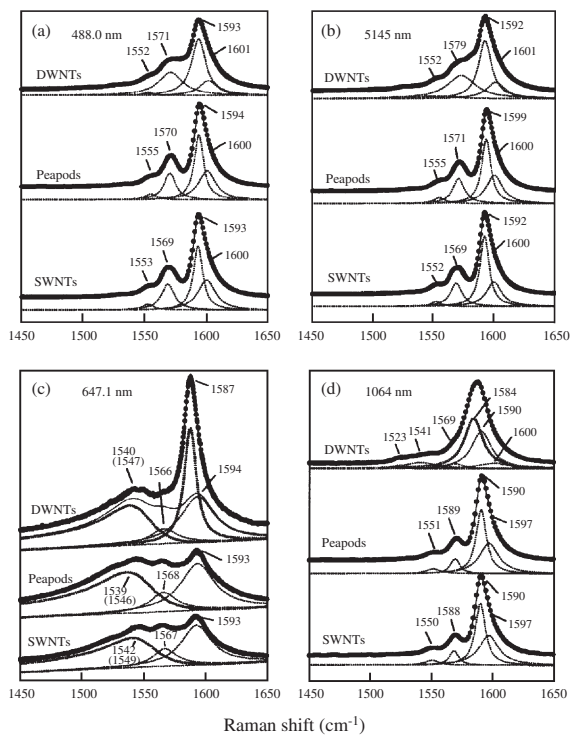 (a)
488.0 nm
1552
1571
1593
1601
DWNTs
1555
1570
1594
1600
Peapods
1553
1569
1593
1600
SWNTs
1450 1500 1550 1600 1650
(b)
5145 nm
1552
1579
1592
1601
DWNTs
1555
1571
1599
1600
Peapods
1552
1569
1592
1600
SWNTs
1450 1500 1550 1600 1650
(c)
647.1 nm
1587
1540
(1547)
1566
1594
DWNTs
1593
Peapods
1539
(1546)
1568
1593
SWNTs
1542
(1549)
1567
1450 1500 1550 1600 1650
(d)
1064 nm
1523
1541
1569
1584
1590
1600
DWNTs
1551
1589
1590
1597
Peapods
1550
1588
1590
1597
SWNTs
1450 1500 1550 1600 1650
Raman shift (cm-1)